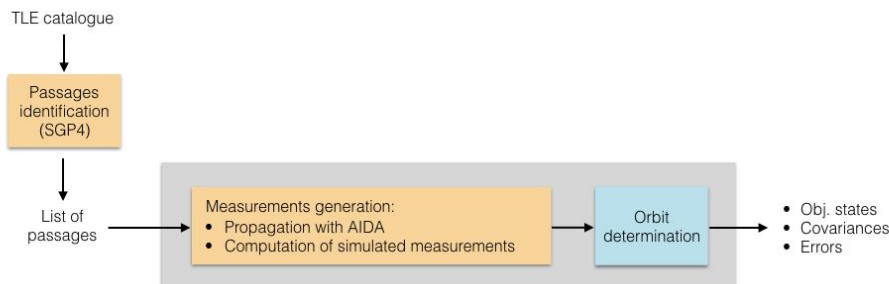 TLE catalogue
Passages
identification
(SGP4)
List of
passages
Measurements generation:
• Propagation with AIDA
• Computation of simulated measurements
Orbit
determination
• Obj. states
• Covariances
• Errors